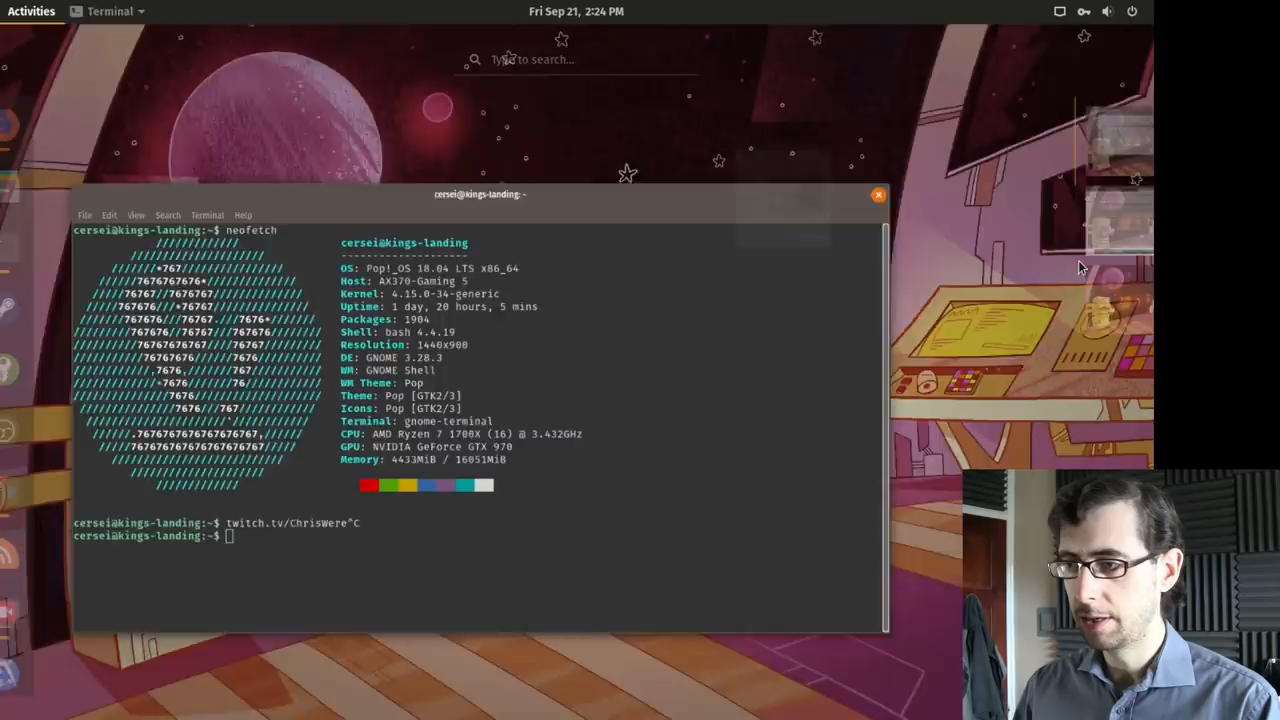 Activities Terminal Fri Sep 21, 2:24 PM
Type to search...
cersei@kings-landing: ~
File Edit View Search Terminal Help
cersei@kings-landing:~$ neofetch
cersei@kings-landing
--------------------
OS: Pop!_OS 18.04 LTS x86_64
Host: AX370-Gaming 5
Kernel: 4.15.0-34-generic
Uptime: 1 day, 20 hours, 5 mins
Packages: 1904
Shell: bash 4.4.19
Resolution: 1440x900
DE: GNOME 3.28.3
WM: GNOME Shell
WM Theme: Pop
Theme: Pop [GTK2/3]
Icons: Pop [GTK2/3]
Terminal: gnome-terminal
CPU: AMD Ryzen 7 1700X (16) @ 3.432GHz
GPU: NVIDIA GeForce GTX 970
Memory: 4433MiB / 16051MiB
cersei@kings-landing:~$ twitch.tv/ChrisWere^C
cersei@kings-landing:~$